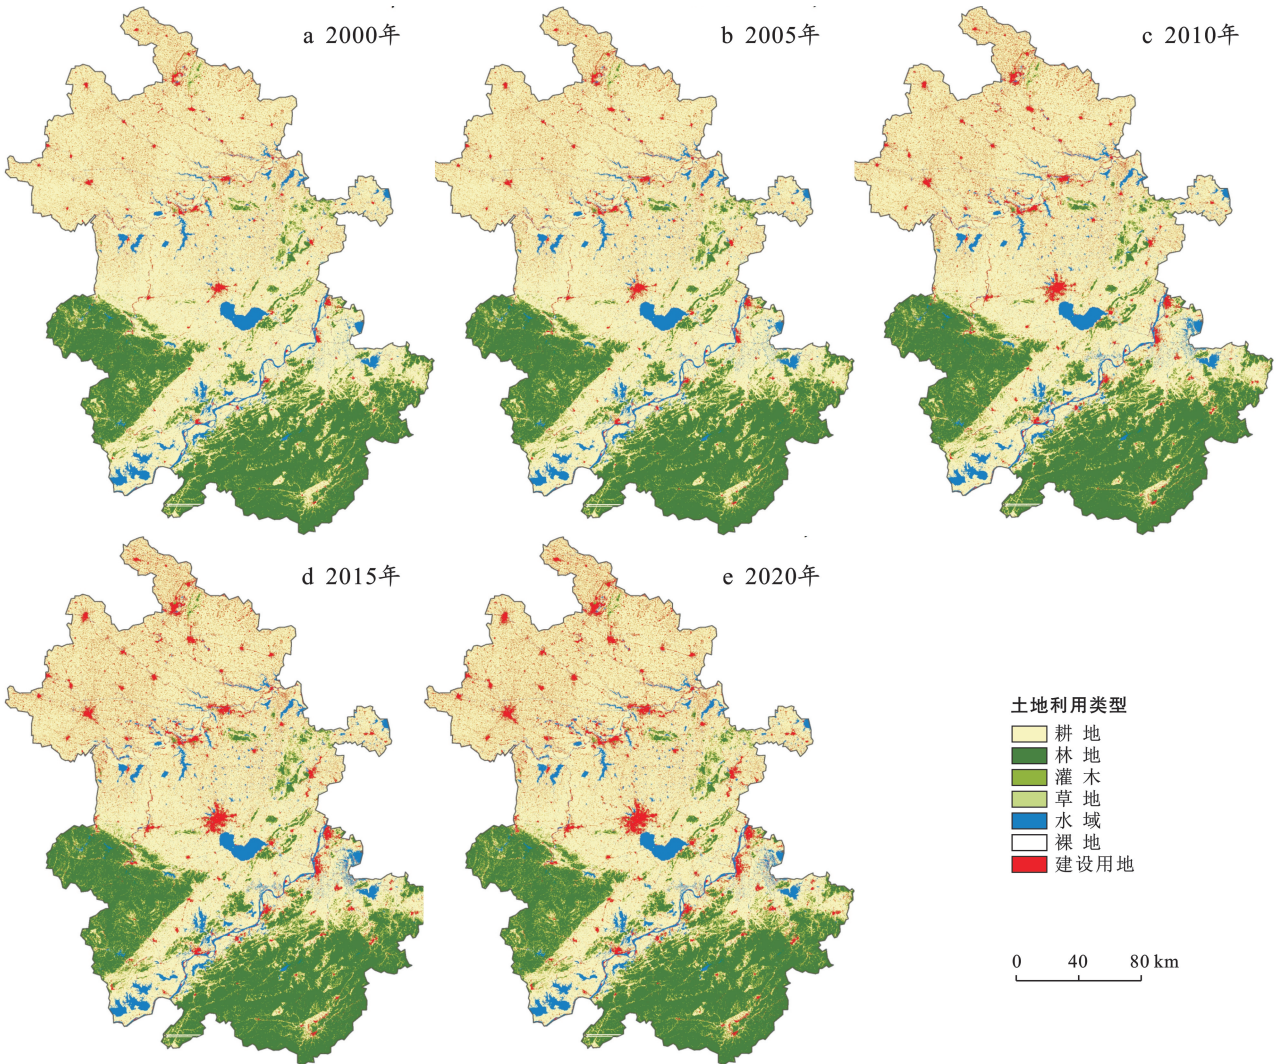 a 2000年
b 2005年
c 2010年
d 2015年
e 2020年
土地利用类型
耕 地
林 地
灌 木
草 地
水 域
裸 地
建设用地
0 40 80 km